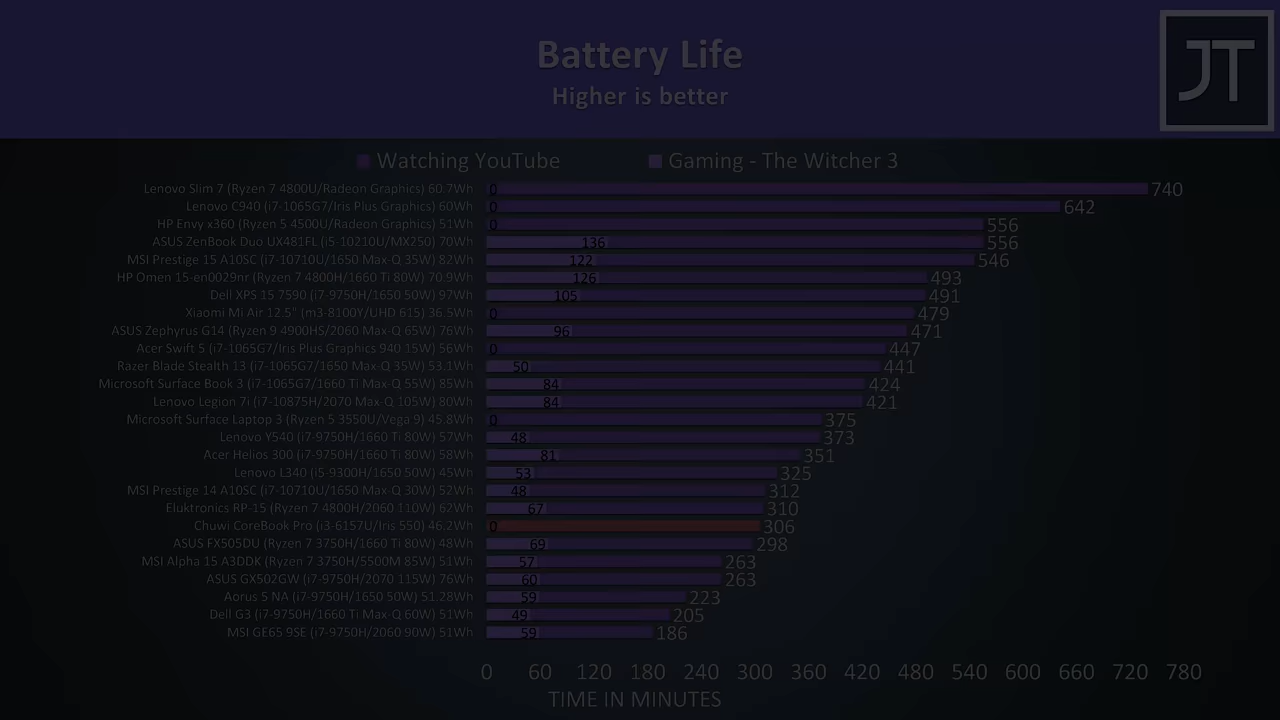 Battery Life
Higher is better
JT
Watching YouTube
Gaming - The Witcher 3
Lenovo Slim 7 (Ryzen 7 4800U/Radeon Graphics) 60.7Wh 0 740
Lenovo C940 (i7-1065G7/Iris Plus Graphics) 60Wh 0 642
HP Envy x360 (Ryzen 5 4500U/Radeon Graphics) 51Wh 0 556
ASUS ZenBook Duo UX481FL (i5-10210U/MX250) 70Wh 136 556
MSI Prestige 15 A10SC (i7-10710U/1650 Max-Q 35W) 82Wh 122 546
HP Omen 15-en0029nr (Ryzen 7 4800H/1660 Ti 80W) 70.9Wh 126 493
Dell XPS 15 7590 (i7-9750H/1650 50W) 97Wh 105 491
Xiaomi Mi Air 12.5" (m3-8100Y/UHD 615) 36.5Wh 0 479
ASUS Zephyrus G14 (Ryzen 9 4900HS/2060 Max-Q 65W) 76Wh 96 471
Acer Swift 5 (i7-1065G7/Iris Plus Graphics 940 15W) 56Wh 0 447
Razer Blade Stealth 13 (i7-1065G7/1650 Max-Q 35W) 53.1Wh 50 441
Microsoft Surface Book 3 (i7-1065G7/1660 Ti Max-Q 55W) 85Wh 84 424
Lenovo Legion 7i (i7-10875H/2070 Max-Q 105W) 80Wh 84 421
Microsoft Surface Laptop 3 (Ryzen 5 3550U/Vega 9) 45.8Wh 0 375
Lenovo Y540 (i7-9750H/1660 Ti 80W) 57Wh 48 373
Acer Helios 300 (i7-9750H/1660 Ti 80W) 58Wh 81 351
Lenovo L340 (i5-9300H/1650 50W) 45Wh 53 325
MSI Prestige 14 A10SC (i7-10710U/1650 Max-Q 30W) 52Wh 48 312
Eluktronics RP-15 (Ryzen 7 4800H/2060 110W) 62Wh 67 310
Chuwi CoreBook Pro (i3-6157U/Iris 550) 46.2Wh 0 306
ASUS FX505DU (Ryzen 7 3750H/1660 Ti 80W) 48Wh 69 298
MSI Alpha 15 A3DDK (Ryzen 7 3750H/5500M 85W) 51Wh 57 263
ASUS GX502GW (i7-9750H/2070 115W) 76Wh 60 263
Aorus 5 NA (i7-9750H/1650 50W) 51.28Wh 59 223
Dell G3 (i7-9750H/1660 Ti Max-Q 60W) 51Wh 49 205
MSI GE65 9SE (i7-9750H/2060 90W) 51Wh 59 186
0 60 120 180 240 300 360 420 480 540 600 660 720 780
TIME IN MINUTES